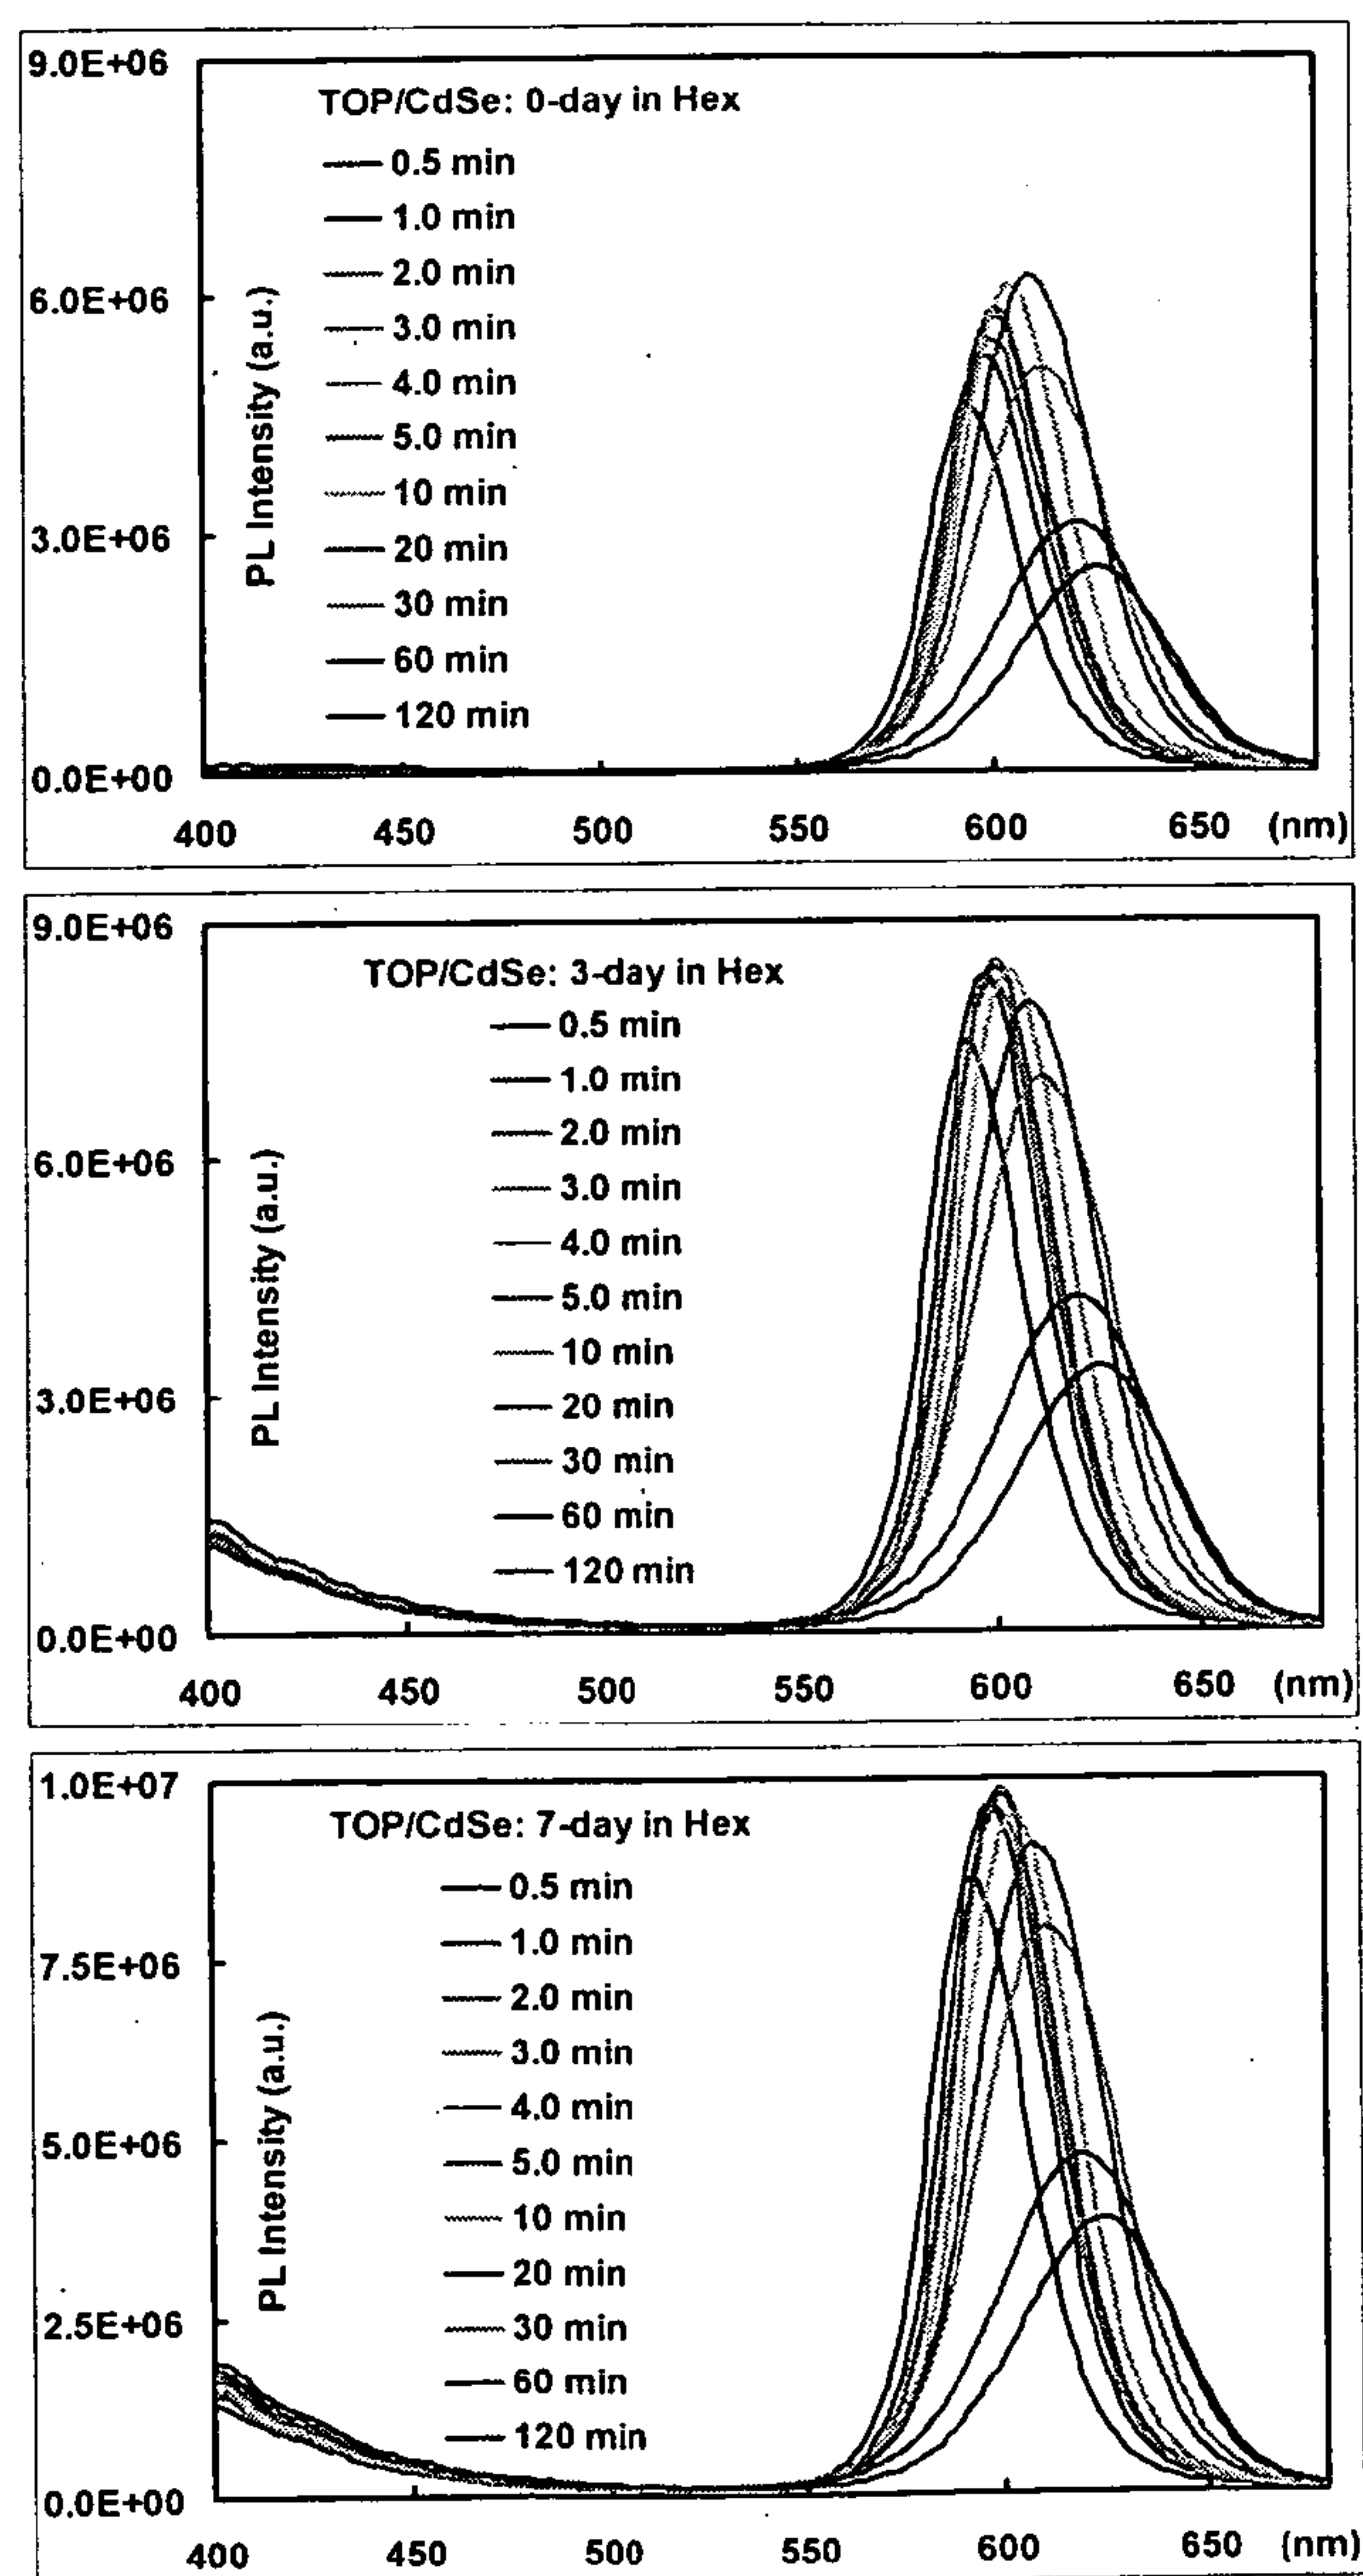 9.0E+06
TOP/CdSe: 0-day in Hex
0.5 min
1.0 min
2.0 min
6.0E+06
3.0 min
4.0 min
5.0 min
10 min
3.0E+06
20 min
30 min
60 min
120 min
0.0E+00
PL Intensity (a.u.)
400 450 500 550 600 650 (nm)
9.0E+06
TOP/CdSe: 3-day in Hex
0.5 min
1.0 min
2.0 min
6.0E+06
3.0 min
4.0 min
5.0 min
10 min
3.0E+06
20 min
30 min
60 min
120 min
0.0E+00
PL Intensity (a.u.)
400 450 500 550 600 650 (nm)
1.0E+07
TOP/CdSe: 7-day in Hex
0.5 min
1.0 min
7.5E+06
2.0 min
3.0 min
4.0 min
5.0E+06
5.0 min
10 min
20 min
2.5E+06
30 min
60 min
120 min
0.0E+00
PL Intensity (a.u.)
400 450 500 550 600 650 (nm)